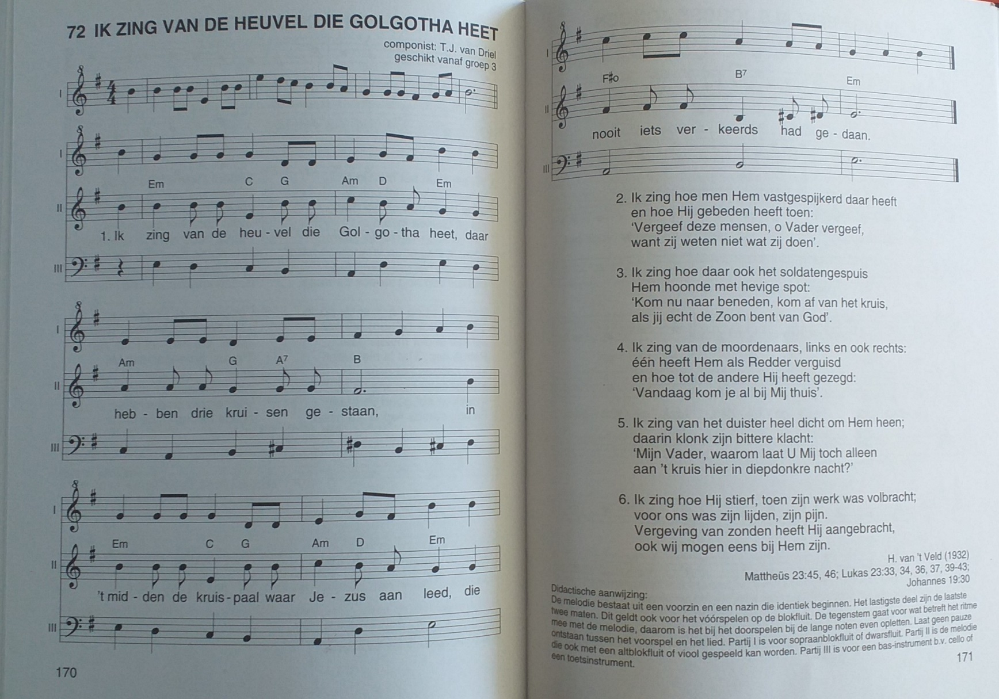 72 IK ZING VAN DE HEUVEL DIE GOLGOTHA HEET
componist: T.J. van Driel
geschikt vanaf groep 3
I
4
4
I
Em C G Am D Em
II
1. Ik zing van de heu - vel die Gol - go - tha heet, daar
III
I
Am G A7 B
II
heb - ben drie krui - sen ge - staan, in
III
I
Em C G Am D Em
II
't mid - den de kruis - paal waar Je - zus aan leed, die
III
170
I
F#o B7 Em
II
nooit iets ver - keerds had ge - daan.
III
2. Ik zing hoe men Hem vastgespijkerd daar heeft
en hoe Hij gebeden heeft toen:
‘Vergeef deze mensen, o Vader vergeef,
want zij weten niet wat zij doen’.
3. Ik zing hoe daar ook het soldatengespuis
Hem hoonde met hevige spot:
‘Kom nu naar beneden, kom af van het kruis,
als jij echt de Zoon bent van God’.
4. Ik zing van de moordenaars, links en ook rechts:
één heeft Hem als Redder verguisd
en hoe tot de andere Hij heeft gezegd:
‘Vandaag kom je al bij Mij thuis’.
5. Ik zing van het duister heel dicht om Hem heen;
daarin klonk zijn bittere klacht:
‘Mijn Vader, waarom laat U Mij toch alleen
aan 't kruis hier in diepdonkre nacht?’
6. Ik zing hoe Hij stierf, toen zijn werk was volbracht;
voor ons was zijn lijden, zijn pijn.
Vergeving van zonden heeft Hij aangebracht,
ook wij mogen eens bij Hem zijn.
H. van 't Veld (1932)
Mattheüs 23:45, 46; Lukas 23:33, 34, 36, 37, 39-43;
Johannes 19:30
Didactische aanwijzing:
De melodie bestaat uit een voorzin en een nazin die identiek beginnen. Het lastigste deel zijn de laatste
twee maten. Dit geldt ook voor het vóórspelen op de blokfluit. De tegenstem gaat voor wat betreft het ritme
mee met de melodie, daarom is het bij het doorspelen bij de lange noten even opletten. Laat geen pauze
ontstaan tussen het voorspel en het lied. Partij I is voor sopraanblokfluit of dwarsfluit. Partij II is de melodie
die ook met een altblokfluit of viool gespeeld kan worden. Partij III is voor een bas-instrument b.v. cello of
een toetsinstrument.
171